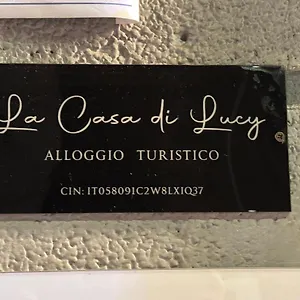 La Casa di Lucy
ALLOGGIO TURISTICO
CIN: IT058091C2W8LXIQ37